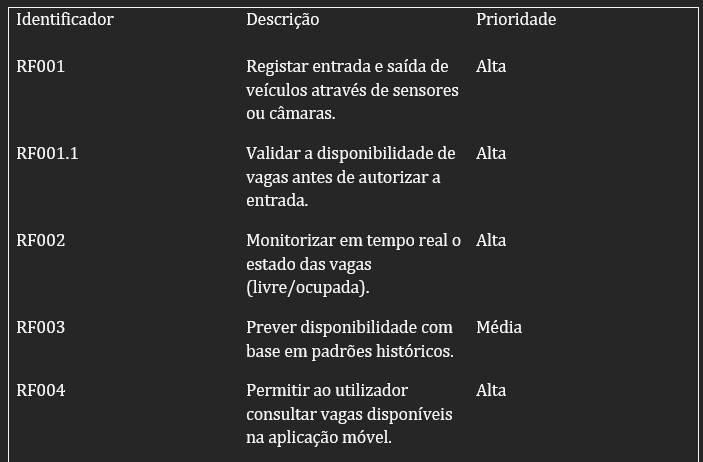 Identificador Descrição Prioridade
RF001 Registar entrada e saída de Alta
veículos através de sensores
ou câmaras.
RF001.1 Validar a disponibilidade de Alta
vagas antes de autorizar a
entrada.
RF002 Monitorizar em tempo real o Alta
estado das vagas
(livre/ocupada).
RF003 Prever disponibilidade com Média
base em padrões históricos.
RF004 Permitir ao utilizador Alta
consultar vagas disponíveis
na aplicação móvel.